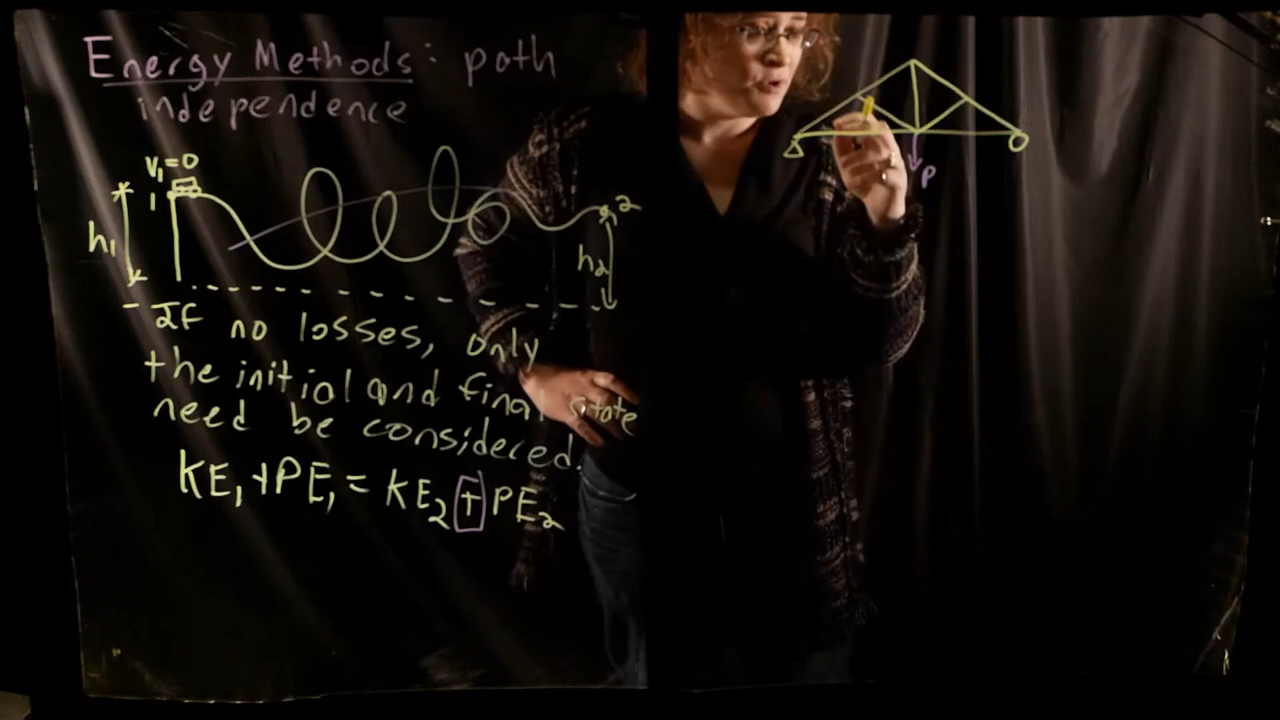 Energy Methods: path
independence
V₁=0
1
2
h₁
h₂
If no losses, only
the initial and final state
need be considered.
KE₁+PE₁=KE₂+PE₂
P